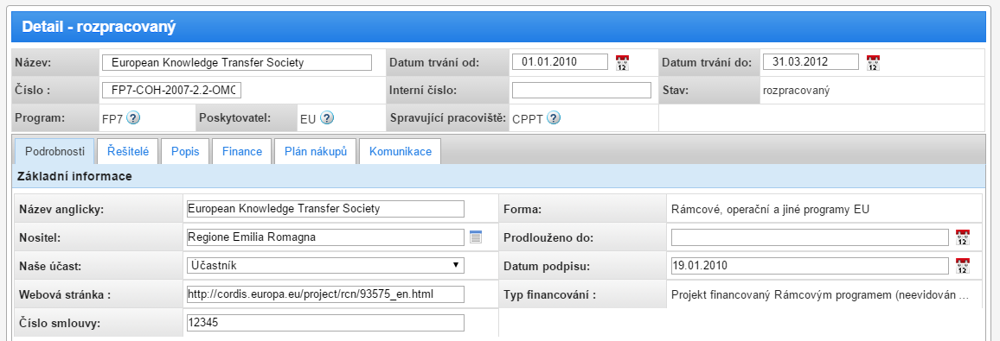 Detail - rozpracovaný
Název: European Knowledge Transfer Society Datum trvání od: 01.01.2010 12 Datum trvání do: 31.03.2012 12
Číslo : FP7-COH-2007-2.2-OMC Interní číslo: Stav: rozpracovaný
Program: FP7 ? Poskytovatel: EU ? Spravující pracoviště: CPPT ?
Podrobnosti Řešitelé Popis Finance Plán nákupů Komunikace
Základní informace
Název anglicky: European Knowledge Transfer Society Forma: Rámcové, operační a jiné programy EU
Nositel: Regione Emilia Romagna Prodlouženo do: 12
Naše účast: Účastník Datum podpisu: 19.01.2010 12
Webová stránka : http://cordis.europa.eu/project/rcn/93575_en.html Typ financování : Projekt financovaný Rámcovým programem (neevidován ...
Číslo smlouvy: 12345